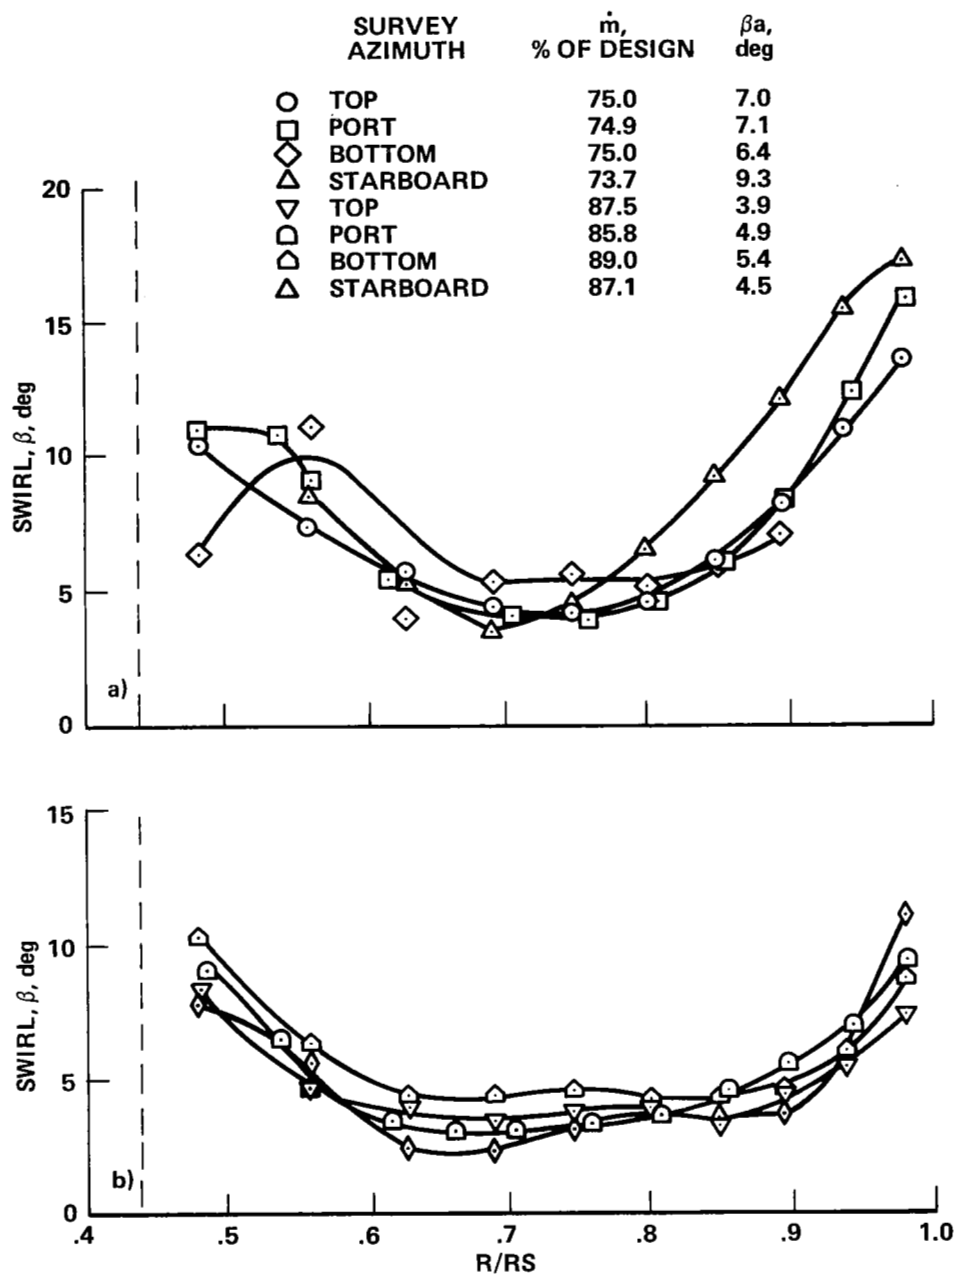 SURVEY AZIMUTH ṁ, % OF DESIGN βa, deg
TOP 75.0 7.0
PORT 74.9 7.1
BOTTOM 75.0 6.4
STARBOARD 73.7 9.3
TOP 87.5 3.9
PORT 85.8 4.9
BOTTOM 89.0 5.4
STARBOARD 87.1 4.5
20
15
10
5
0
SWIRL, β, deg
a)
15
10
5
0
SWIRL, β, deg
b)
.4 .5 .6 .7 .8 .9 1.0
R/RS